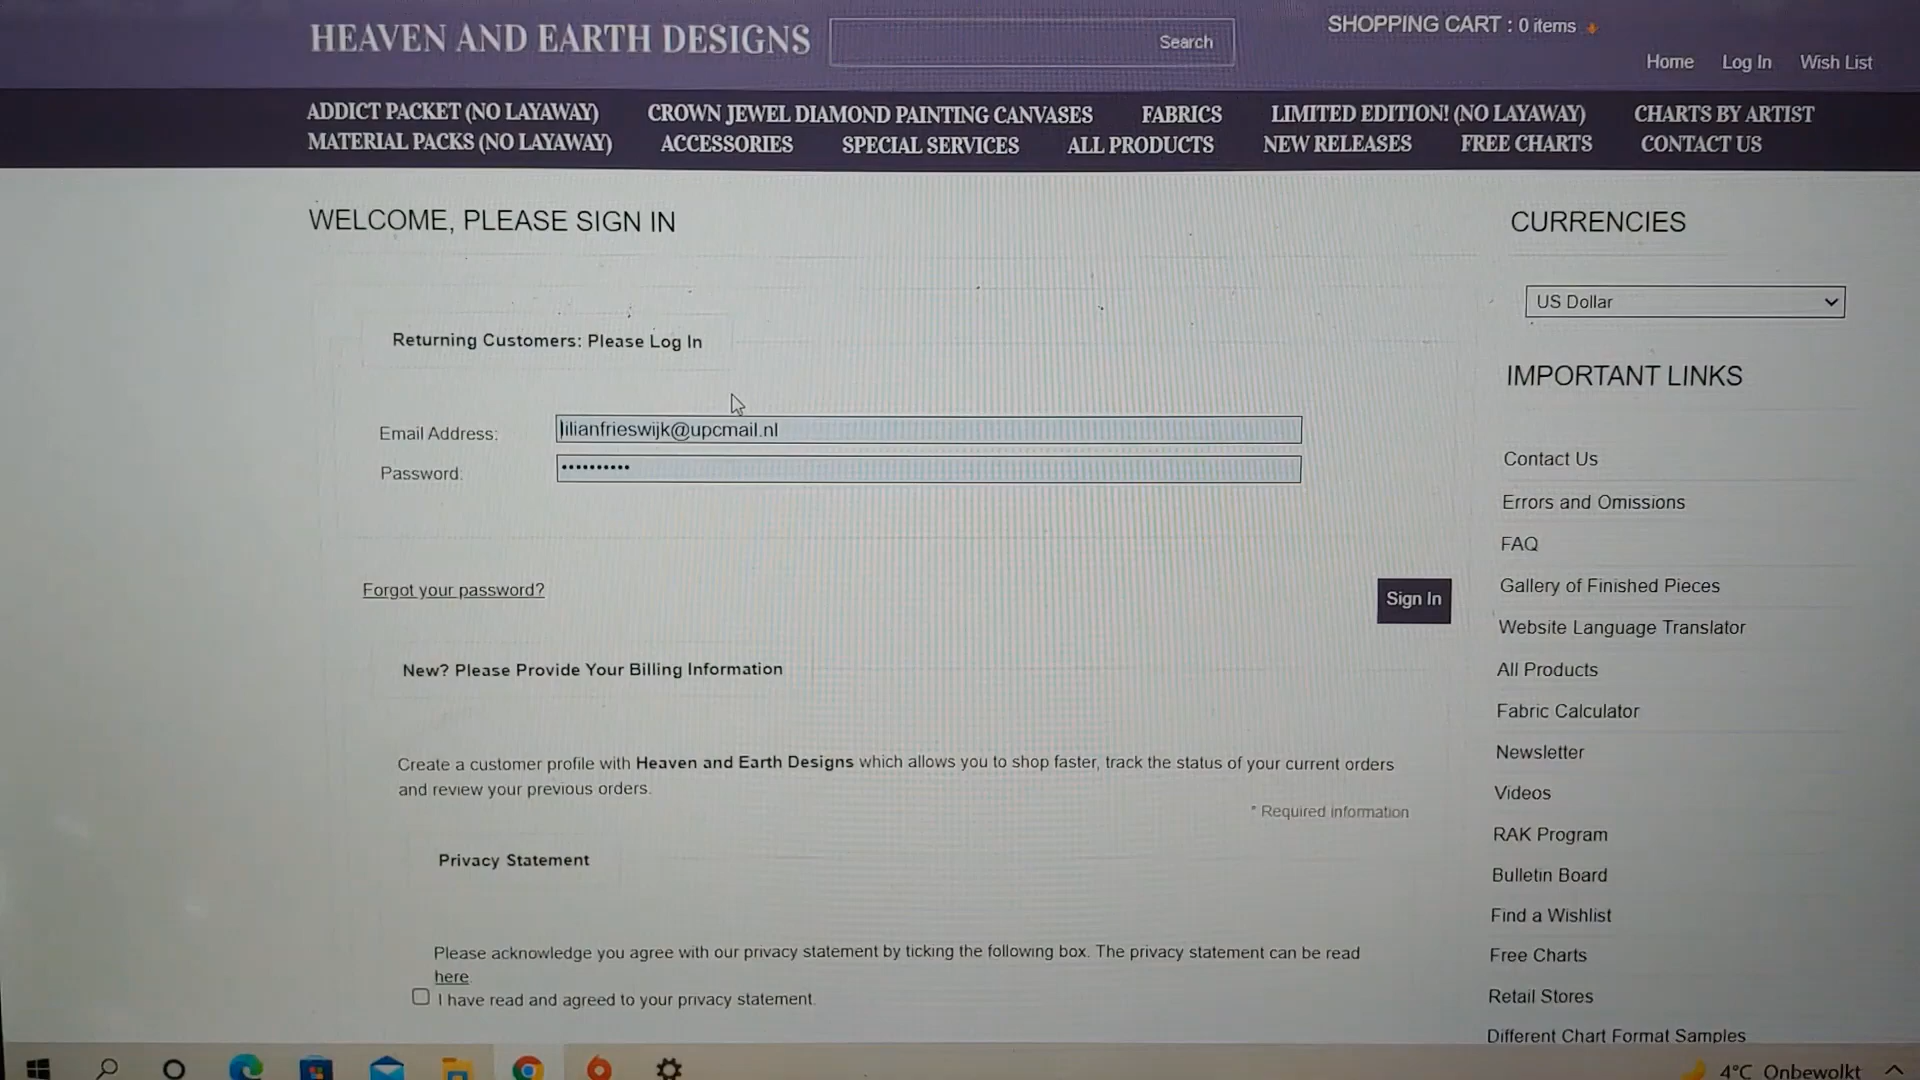 HEAVEN AND EARTH DESIGNS
Search
SHOPPING CART : 0 items
Home Log In Wish List
ADDICT PACKET (NO LAYAWAY) CROWN JEWEL DIAMOND PAINTING CANVASES FABRICS LIMITED EDITION! (NO LAYAWAY) CHARTS BY ARTIST
MATERIAL PACKS (NO LAYAWAY) ACCESSORIES SPECIAL SERVICES ALL PRODUCTS NEW RELEASES FREE CHARTS CONTACT US
WELCOME, PLEASE SIGN IN
Returning Customers: Please Log In
Email Address: lilianfrieswijk@upcmail.nl
Password: ••••••••••
Forgot your password?
Sign In
New? Please Provide Your Billing Information
Create a customer profile with Heaven and Earth Designs which allows you to shop faster, track the status of your current orders
and review your previous orders.
* Required information
Privacy Statement
Please acknowledge you agree with our privacy statement by ticking the following box. The privacy statement can be read
here.
I have read and agreed to your privacy statement.
CURRENCIES
US Dollar
IMPORTANT LINKS
Contact Us
Errors and Omissions
FAQ
Gallery of Finished Pieces
Website Language Translator
All Products
Fabric Calculator
Newsletter
Videos
RAK Program
Bulletin Board
Find a Wishlist
Free Charts
Retail Stores
Different Chart Format Samples
4°C Onbewolkt